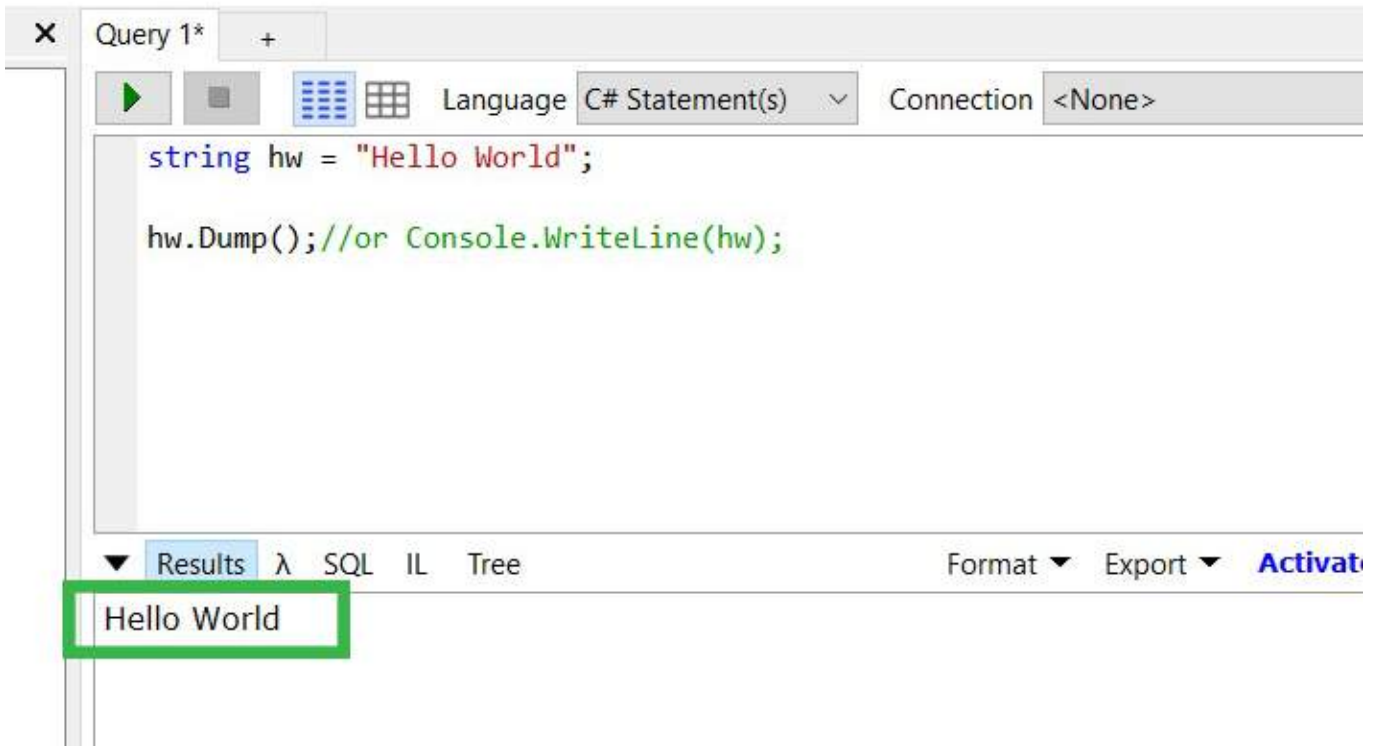 × Query 1* +
Language C# Statement(s) Connection <None>
string hw = "Hello World";
hw.Dump();//or Console.WriteLine(hw);
Results λ SQL IL Tree Format Export Activat
Hello World